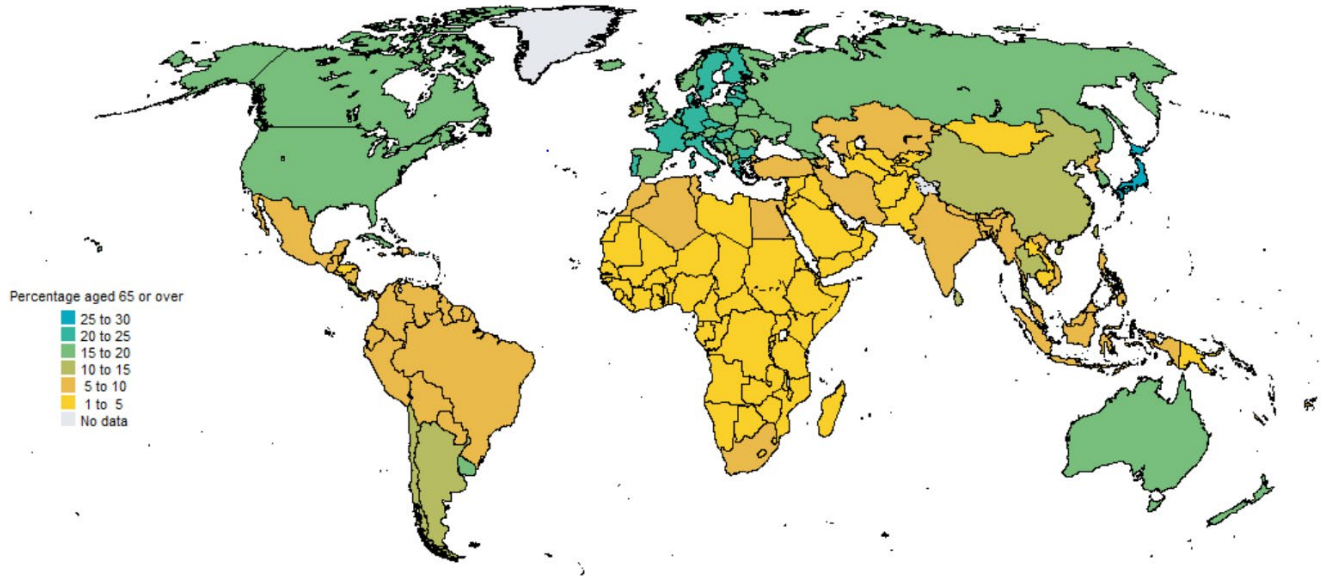 Percentage aged 65 or over
25 to 30
20 to 25
15 to 20
10 to 15
5 to 10
1 to 5
No data